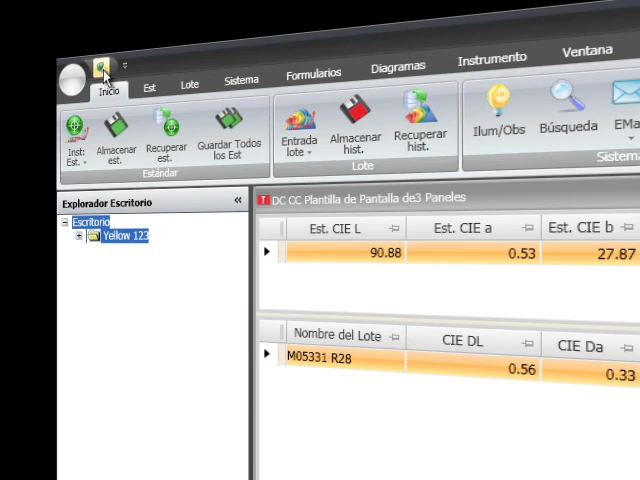 Inicio
Est
Lote
Sistema
Formularios
Diagramas
Instrumento
Ventana
Inst: Est.
Almacenar est.
Recuperar est.
Guardar Todos los Est
Estándar
Entrada lote
Almacenar hist.
Recuperar hist.
Lote
Ilum/Obs
Búsqueda
EMa
Sistema
Explorador Escritorio «
Escritorio
Yellow 123
T DC CC Plantilla de Pantalla de3 Paneles
Est. CIE L Est. CIE a Est. CIE b
90.88 0.53 27.87
Nombre del Lote CIE DL CIE Da
M05331 R28 0.56 0.33